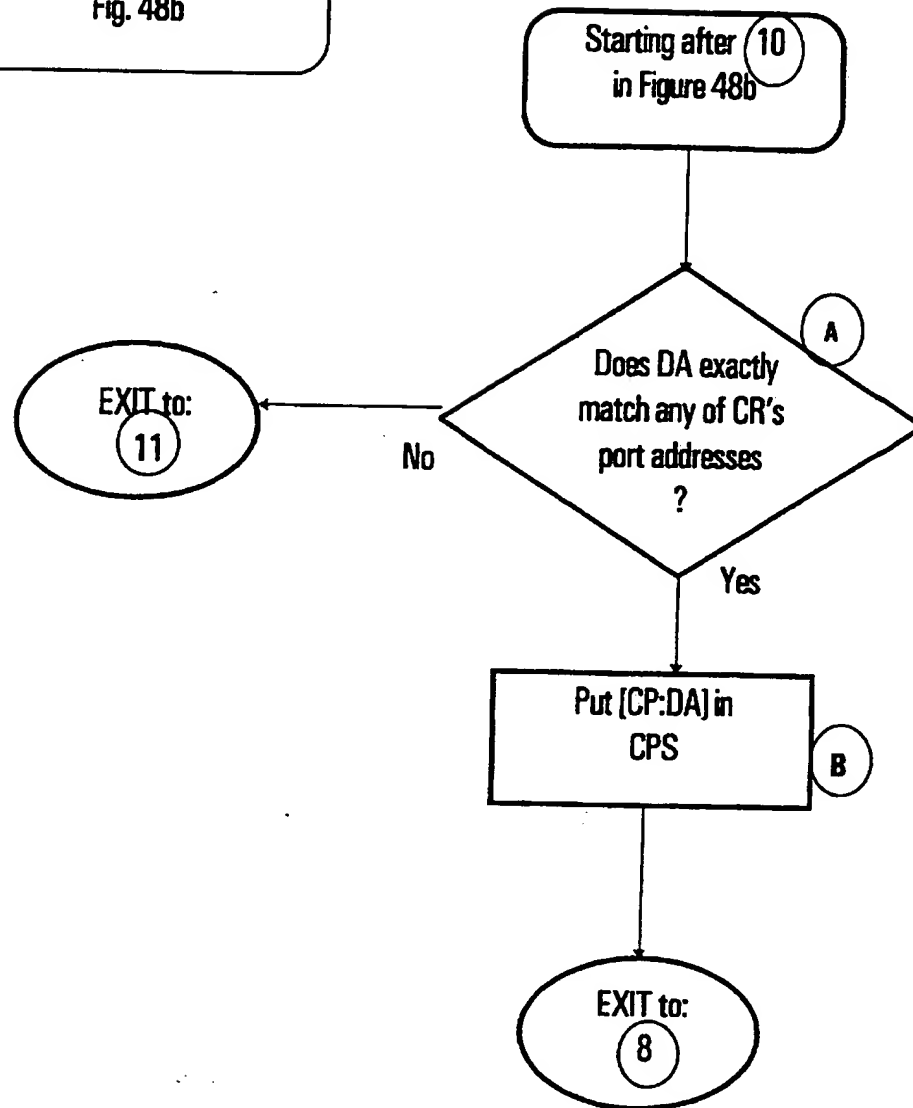 Fig. 48b
Starting after 10
in Figure 48b
A
Does DA exactly
match any of CR's
port addresses
?
EXIT to:
11
No
Yes
Put [CP:DA] in
CPS
B
EXIT to:
8